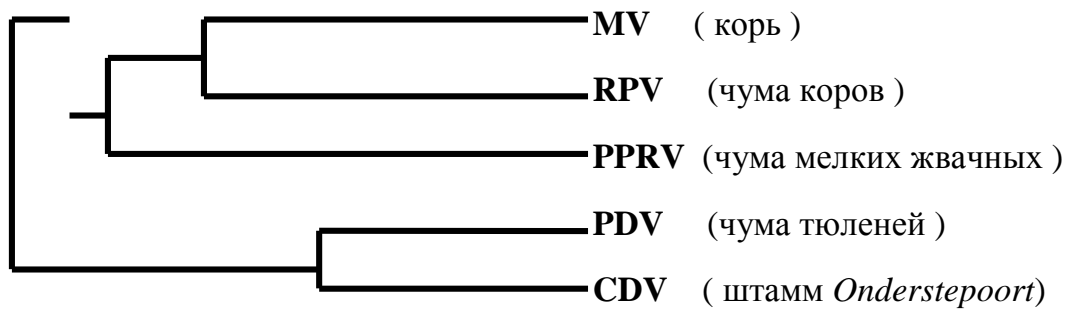 MV ( корь )
RPV (чума коров )
PPRV (чума мелких жвачных )
PDV (чума тюленей )
CDV ( штамм Onderstepoort)